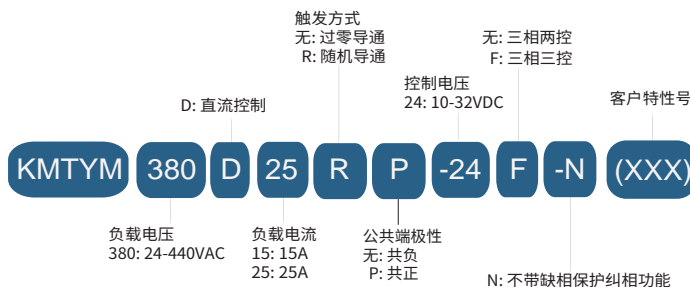 触发方式
无: 过零导通
R: 随机导通
无: 三相两控
F: 三相三控
控制电压
24: 10-32VDC
D: 直流控制
客户特性号
KMTYM 380 D 25 R P -24 F -N (XXX)
负载电压
380: 24-440VAC
负载电流
15: 15A
25: 25A
公共端极性
无: 共负
P: 共正
N: 不带缺相保护纠相功能